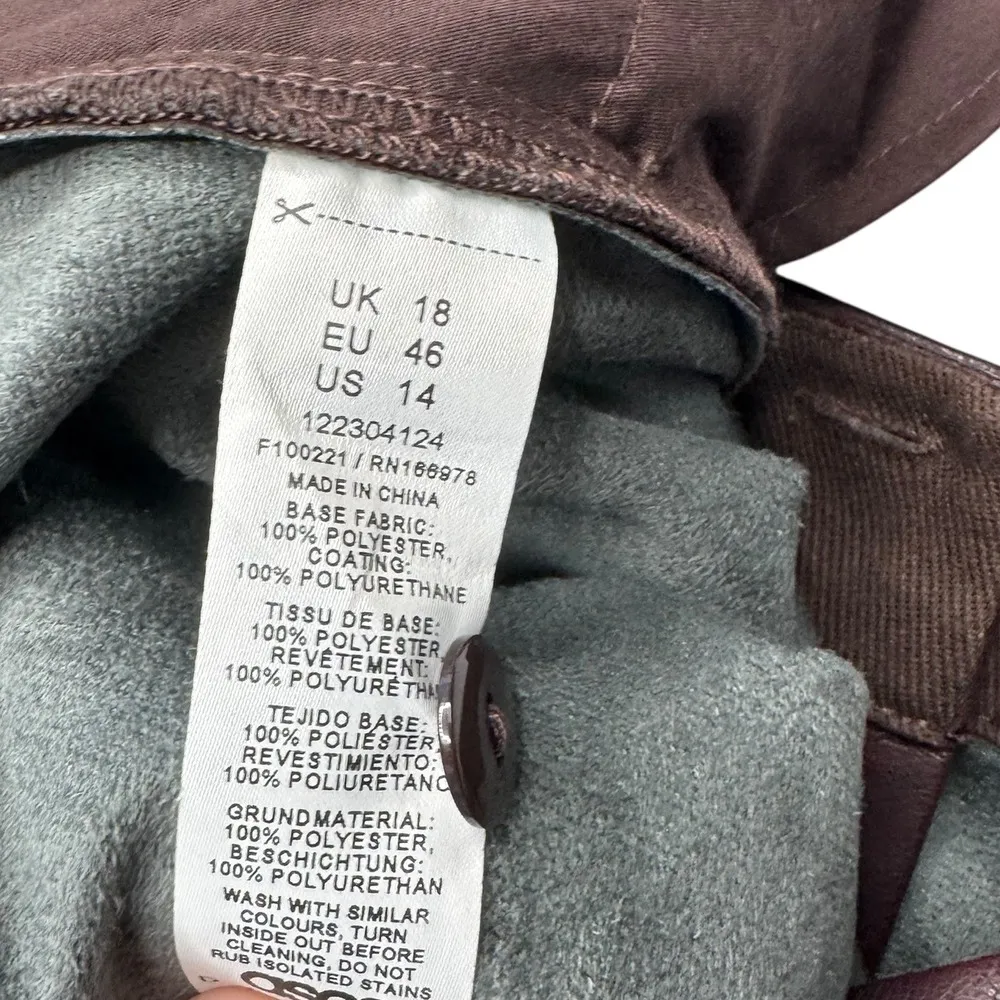 UK 18
EU 46
US 14
122304124
F100221 / RN166978
MADE IN CHINA
BASE FABRIC:
100% POLYESTER,
COATING:
100% POLYURETHANE
TISSU DE BASE:
100% POLYESTER
REVÊTEMENT:
100% POLYURÉTHA
TEJIDO BASE:
100% POLIÉSTER,
REVESTIMIENTO:
100% POLIURETANO
GRUNDMATERIAL:
100% POLYESTER,
BESCHICHTUNG:
100% POLYURETHAN
WASH WITH SIMILAR
COLOURS, TURN
INSIDE OUT BEFORE
CLEANING, DO NOT
RUB ISOLATED STAINS